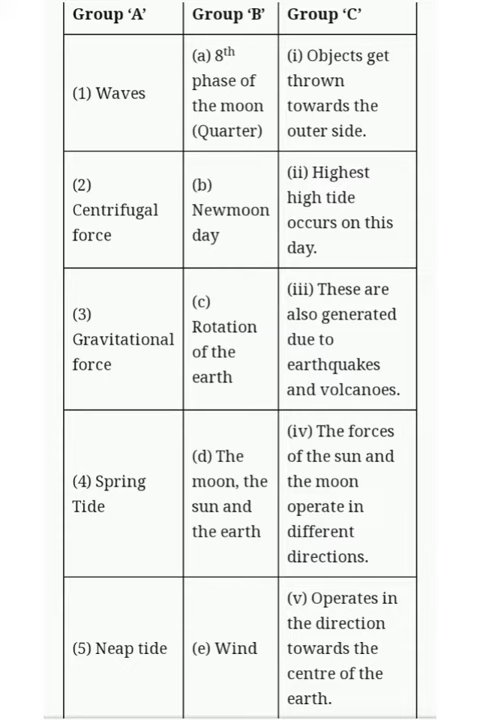 Group ‘A’ Group ‘B’ Group ‘C’
(1) Waves
(a) 8th
phase of
the moon
(Quarter)
(i) Objects get
thrown
towards the
outer side.
(2)
Centrifugal
force
(b)
Newmoon
day
(ii) Highest
high tide
occurs on this
day.
(3)
Gravitational
force
(c)
Rotation
of the
earth
(iii) These are
also generated
due to
earthquakes
and volcanoes.
(4) Spring
Tide
(d) The
moon, the
sun and
the earth
(iv) The forces
of the sun and
the moon
operate in
different
directions.
(5) Neap tide
(e) Wind
(v) Operates in
the direction
towards the
centre of the
earth.